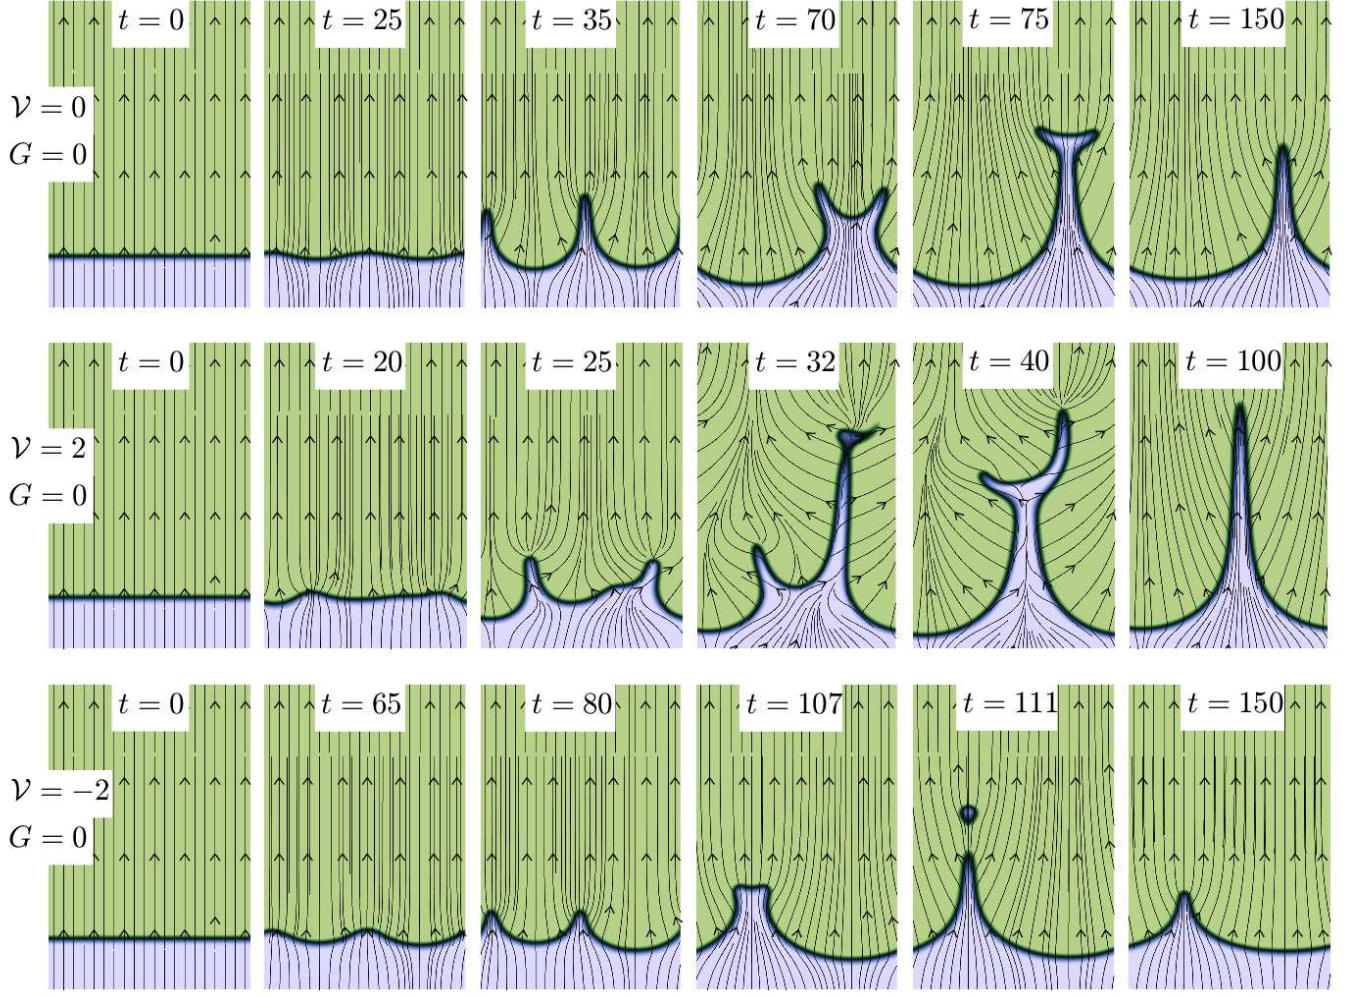 t = 0 t = 25 t = 35 t = 70 t = 75 t = 150
𝒱 = 0
G = 0
t = 0 t = 20 t = 25 t = 32 t = 40 t = 100
𝒱 = 2
G = 0
t = 0 t = 65 t = 80 t = 107 t = 111 t = 150
𝒱 = −2
G = 0